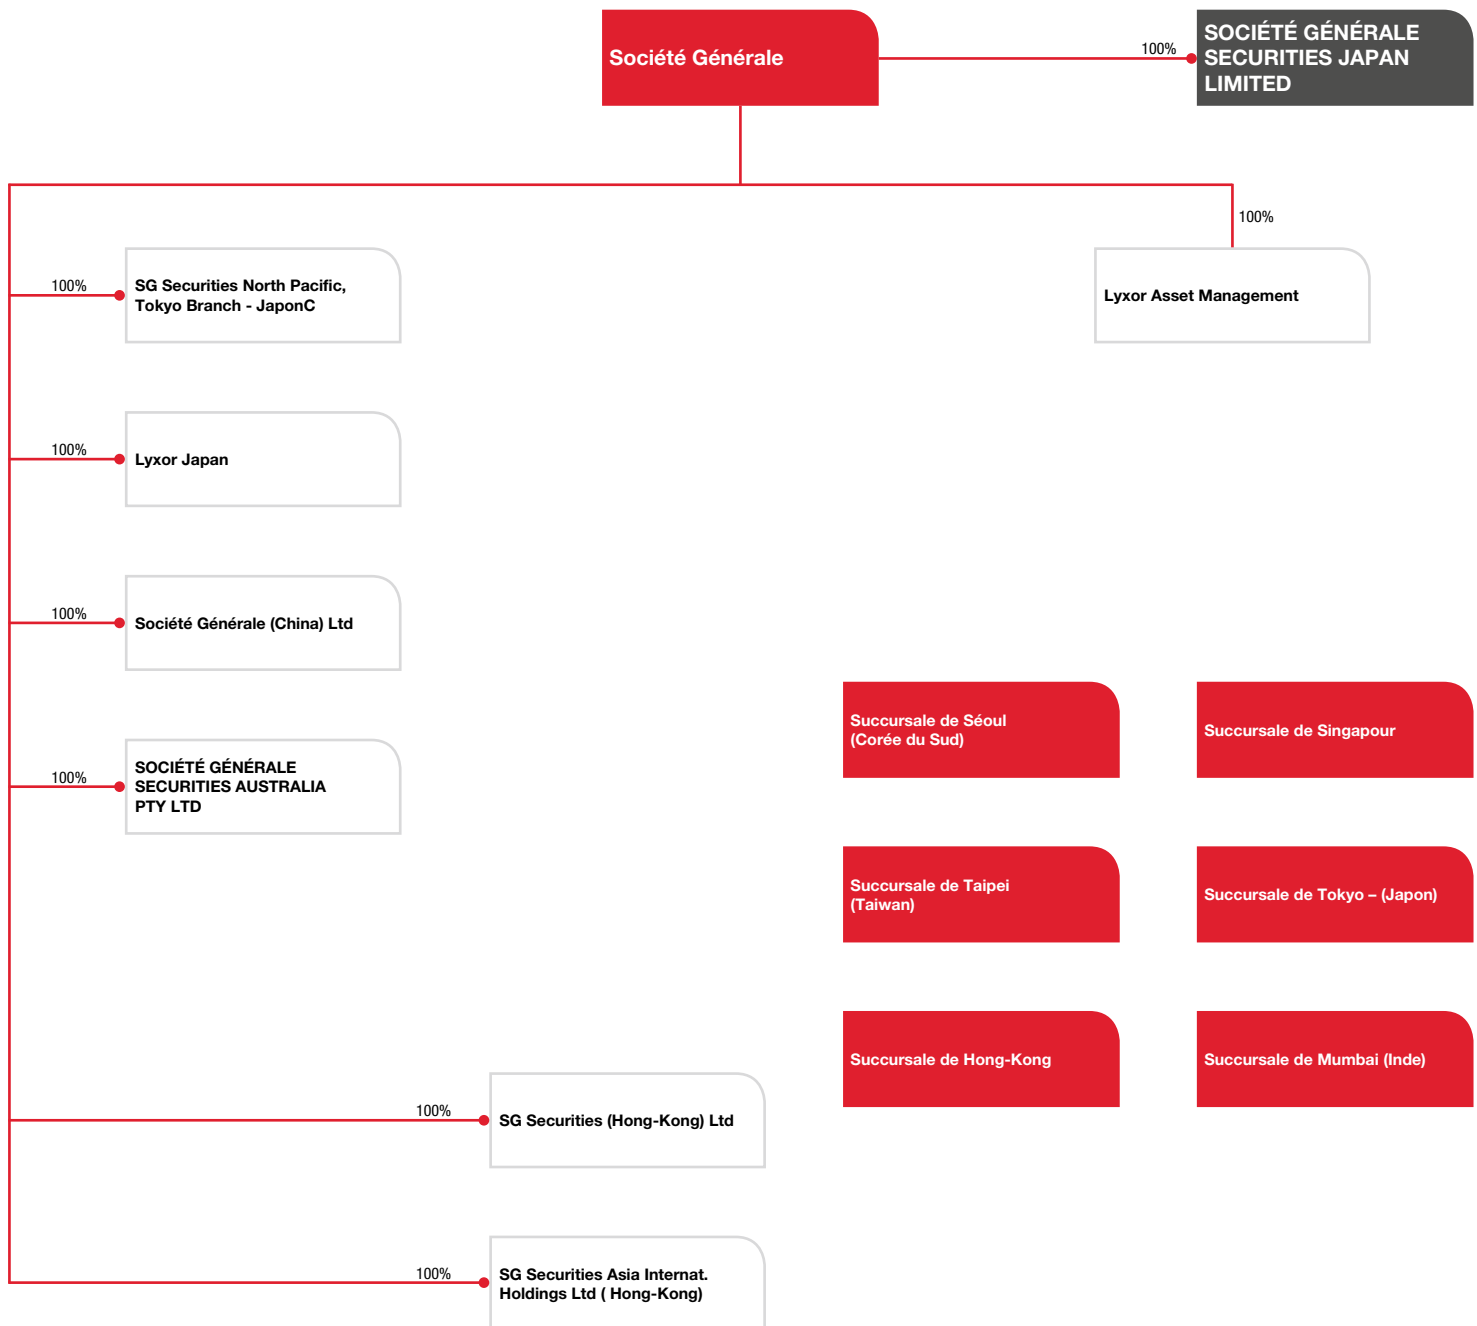 Société Générale
100%
SOCIÉTÉ GÉNÉRALE
SECURITIES JAPAN
LIMITED
100%
100%
SG Securities North Pacific,
Tokyo Branch - JaponC
Lyxor Asset Management
100%
Lyxor Japan
100%
Société Générale (China) Ltd
Succursale de Séoul
(Corée du Sud)
Succursale de Singapour
100%
SOCIÉTÉ GÉNÉRALE
SECURITIES AUSTRALIA
PTY LTD
Succursale de Taipei
(Taiwan)
Succursale de Tokyo – (Japon)
Succursale de Hong-Kong
Succursale de Mumbai (Inde)
100%
SG Securities (Hong-Kong) Ltd
100%
SG Securities Asia Internat.
Holdings Ltd ( Hong-Kong)